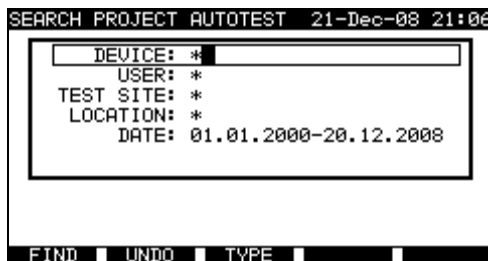 SEARCH PROJECT AUTOTEST 21-Dec-08 21:06
DEVICE: *
USER: *
TEST SITE: *
LOCATION: *
DATE: 01.01.2000-20.12.2008
FIND UNDO TYPE